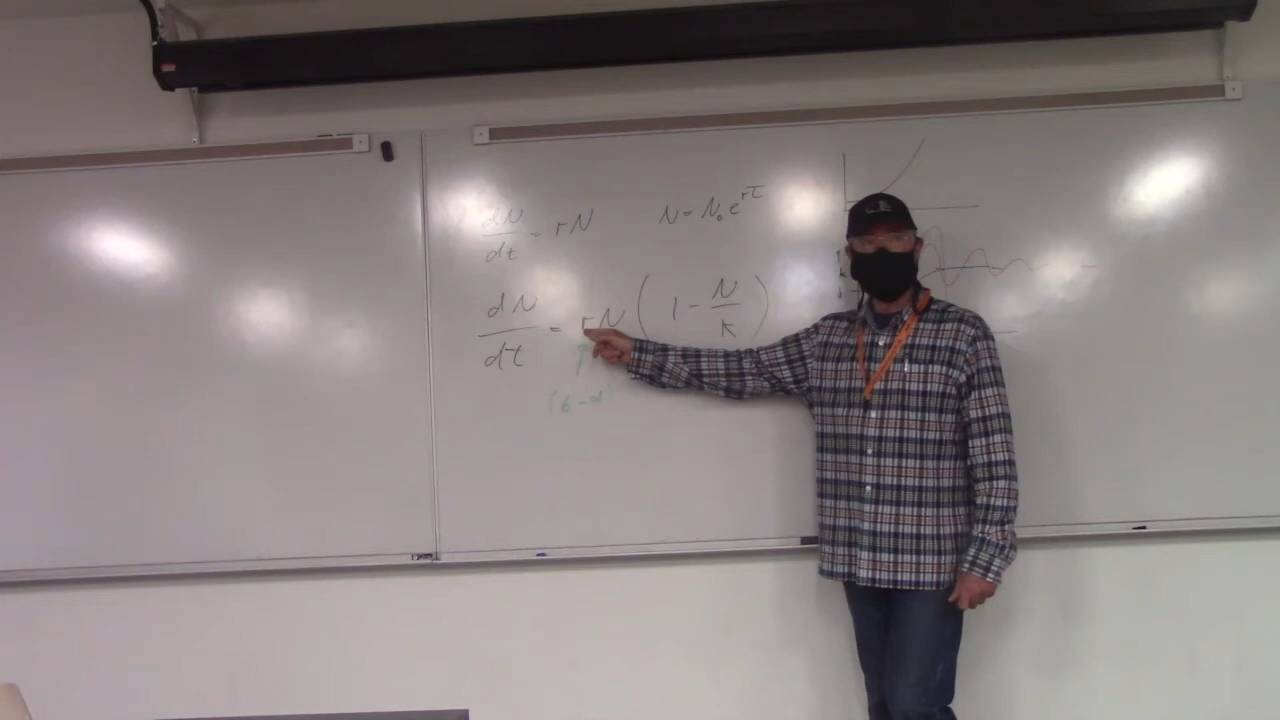 dN/dt = rN
N = N₀e^rt
dN/dt = rN(1 - N/K)
(b-d)